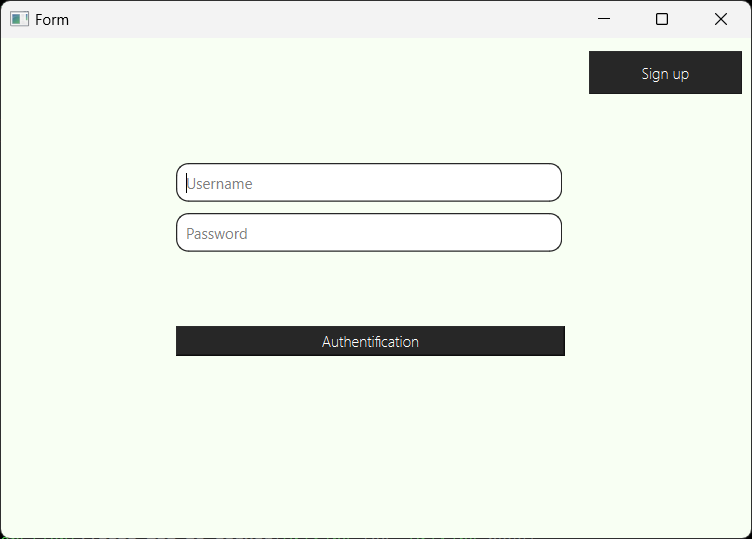 Form
Sign up
Username
Password
Authentification